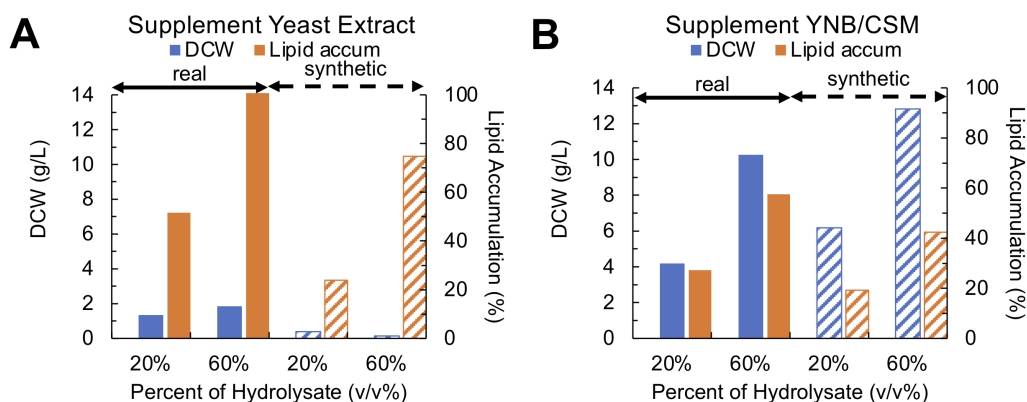 A
Supplement Yeast Extract
DCW Lipid accum
real synthetic
14
12
10
8
6
4
2
0
DCW (g/L)
100
80
60
40
20
0
Lipid Accumulation (%)
20% 60% 20% 60%
Percent of Hydrolysate (v/v%)
B
Supplement YNB/CSM
DCW Lipid accum
real synthetic
14
12
10
8
6
4
2
0
DCW (g/L)
100
80
60
40
20
0
Lipid Accumulation (%)
20% 60% 20% 60%
Percent of Hydrolysate (v/v%)